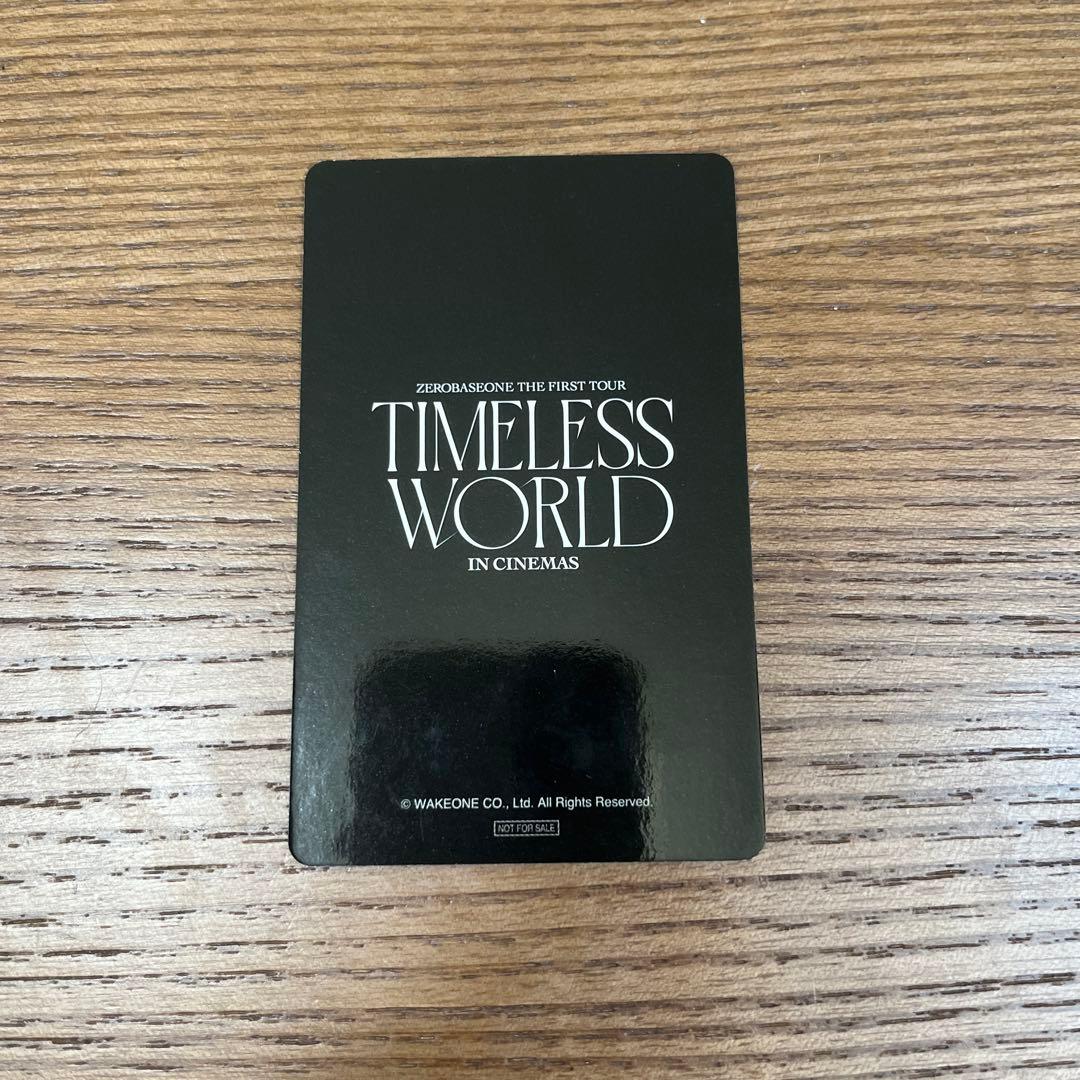 ZEROBASEONE THE FIRST TOUR
TIMELESS
WORLD
IN CINEMAS
© WAKEONE CO., Ltd. All Rights Reserved.
NOT FOR SALE